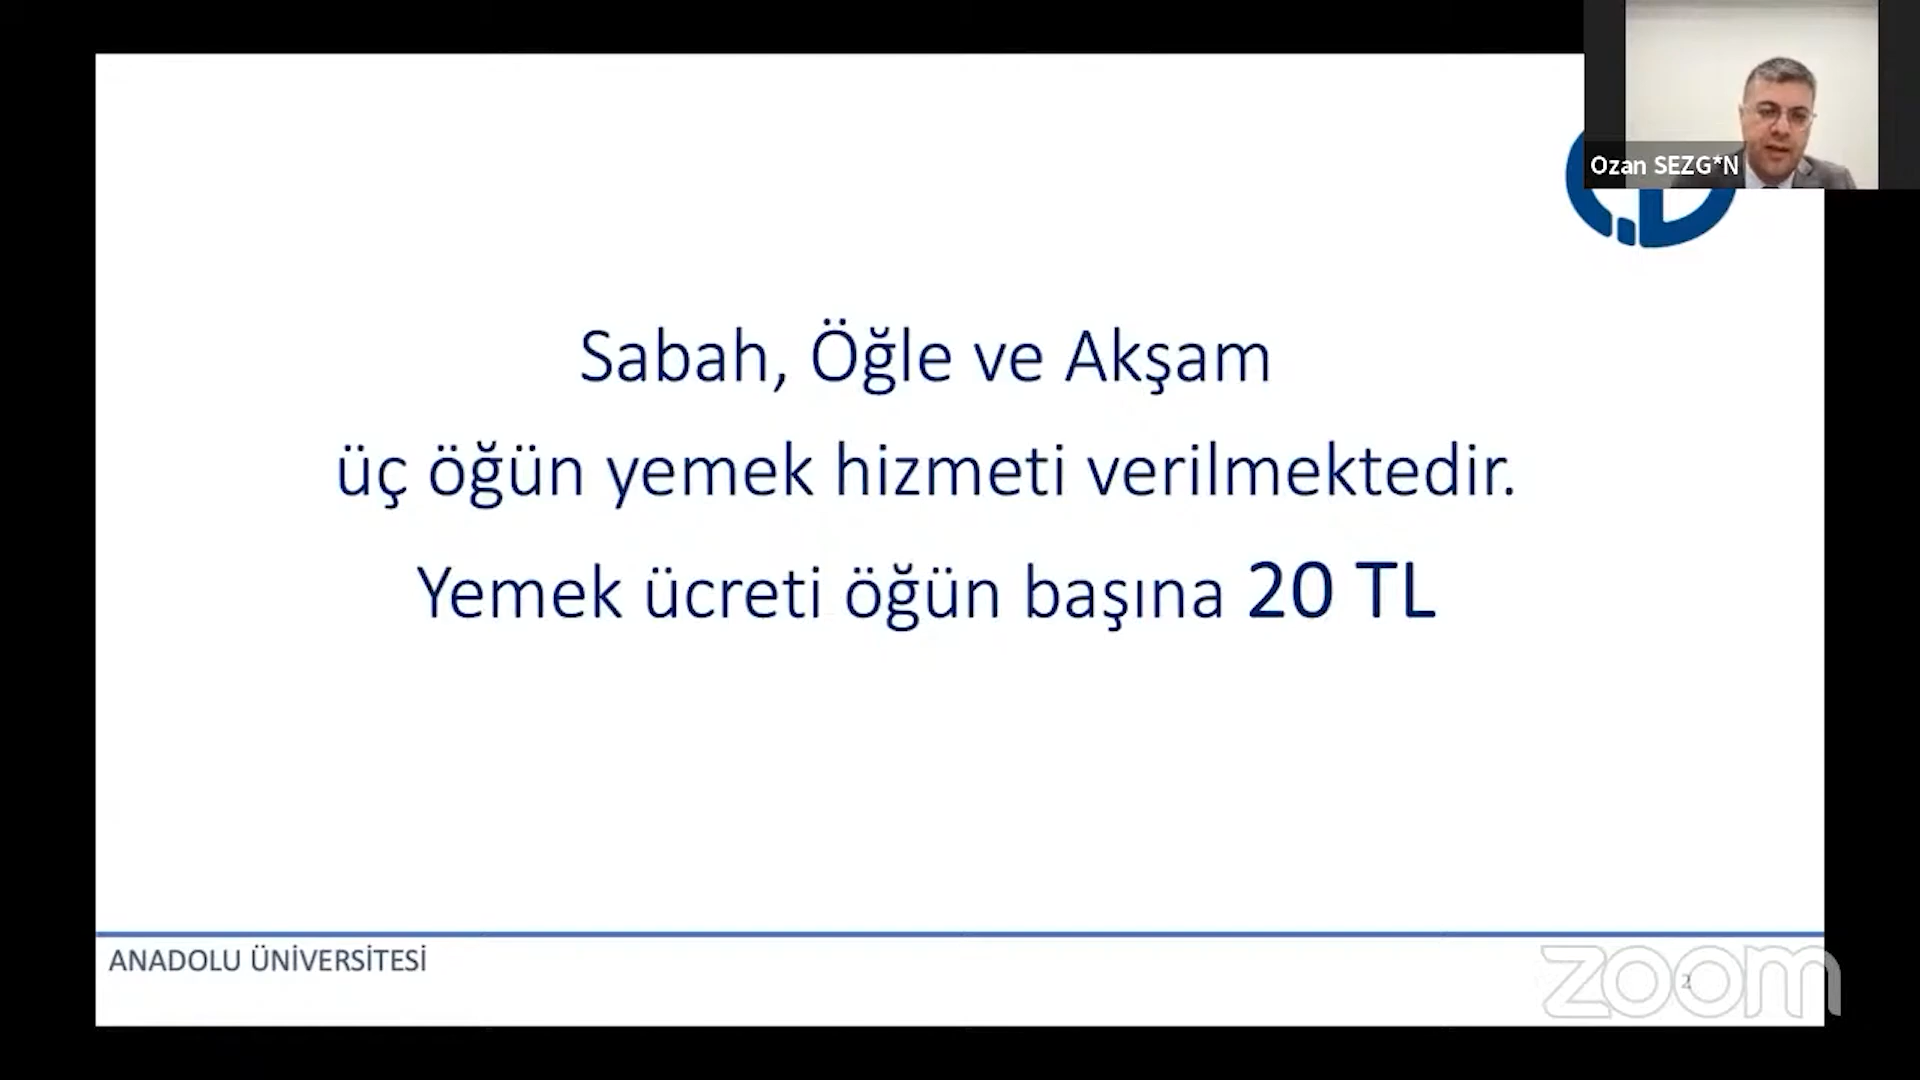 Ozan SEZG*N
Sabah, Öğle ve Akşam
üç öğün yemek hizmeti verilmektedir.
Yemek ücreti öğün başına 20 TL
ANADOLU ÜNİVERSİTESİ
2
zoom